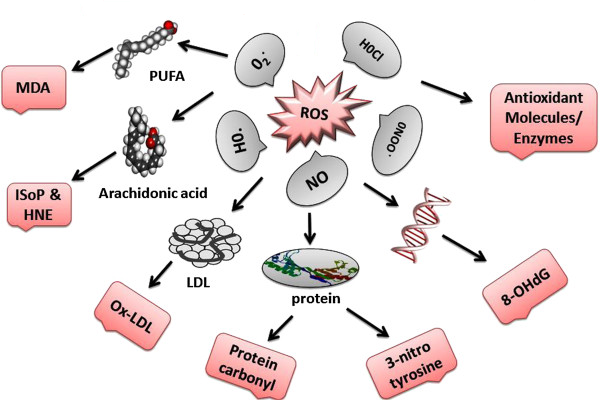 O₂.⁻
HOCl
ROS
HO.
ONOO.
NO
PUFA
MDA
Arachidonic acid
ISoP &
HNE
LDL
Ox-LDL
protein
Protein
carbonyl
3-nitro
tyrosine
8-OHdG
Antioxidant
Molecules/
Enzymes